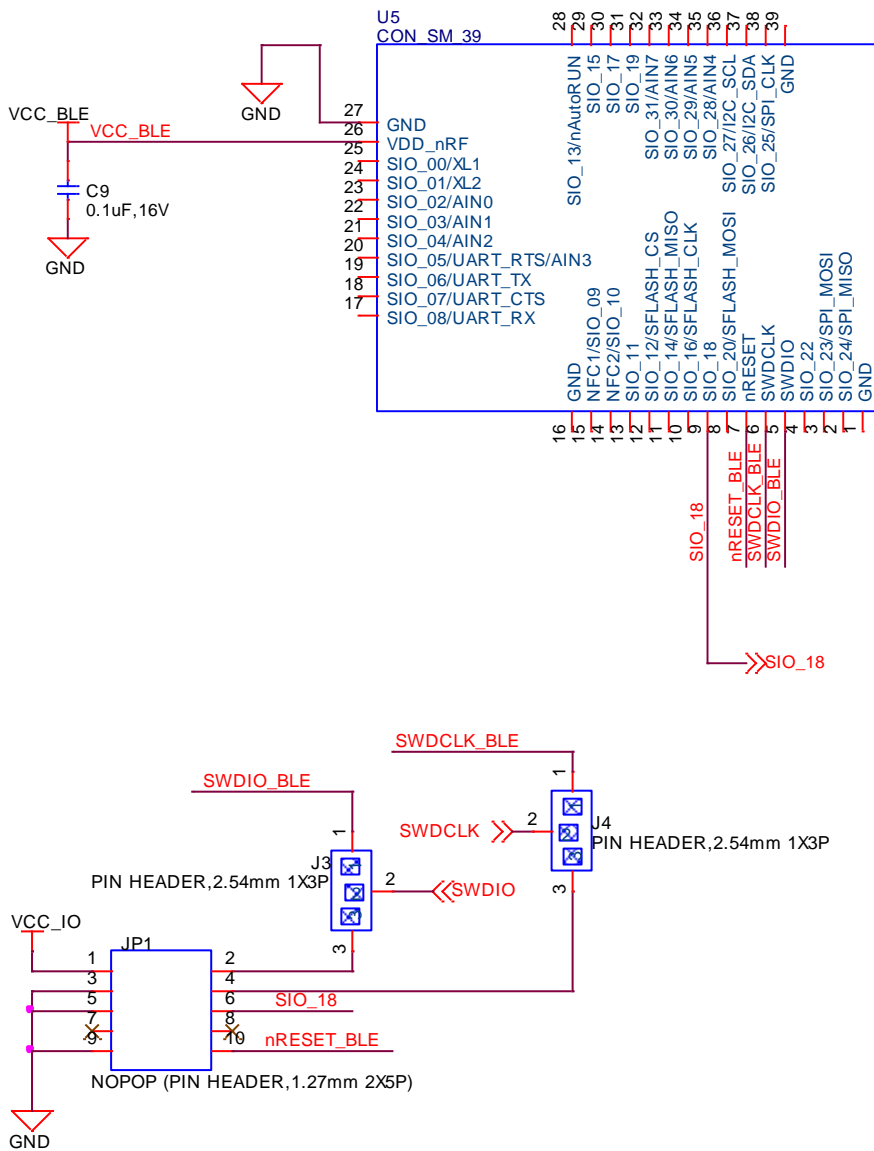 U5
CON_SM_39
28
29
30
31
32
33
34
35
36
37
38
39
SIO_13/nAutoRUN
SIO_15
SIO_17
SIO_19
SIO_31/AIN7
SIO_30/AIN6
SIO_29/AIN5
SIO_28/AIN4
SIO_27/I2C_SCL
SIO_26/I2C_SDA
SIO_25/SPI_CLK
GND
GND
VCC_BLE
VCC_BLE
C9
0.1uF,16V
GND
27 GND
26 VDD_nRF
25 SIO_00/XL1
24 SIO_01/XL2
23 SIO_02/AIN0
22 SIO_03/AIN1
21 SIO_04/AIN2
20 SIO_05/UART_RTS/AIN3
19 SIO_06/UART_TX
18 SIO_07/UART_CTS
17 SIO_08/UART_RX
GND
NFC1/SIO_09
NFC2/SIO_10
SIO_11
SIO_12/SFLASH_CS
SIO_14/SFLASH_MISO
SIO_16/SFLASH_CLK
SIO_18
SIO_20/SFLASH_MOSI
nRESET
SWDCLK
SWDIO
SIO_22
SIO_23/SPI_MOSI
SIO_24/SPI_MISO
GND
16
15
14
13
12
11
10
9
8
7
6
5
4
3
2
1
SIO_18
nRESET_BLE
SWDCLK_BLE
SWDIO_BLE
SIO_18
SWDCLK_BLE
1
SWDCLK
2
J4
PIN HEADER,2.54mm 1X3P
3
SWDIO_BLE
1
J3
PIN HEADER,2.54mm 1X3P
2
SWDIO
3
VCC_IO
JP1
1 2
3 4
5 6 SIO_18
7 8
9 10 nRESET_BLE
NOPOP (PIN HEADER,1.27mm 2X5P)
GND